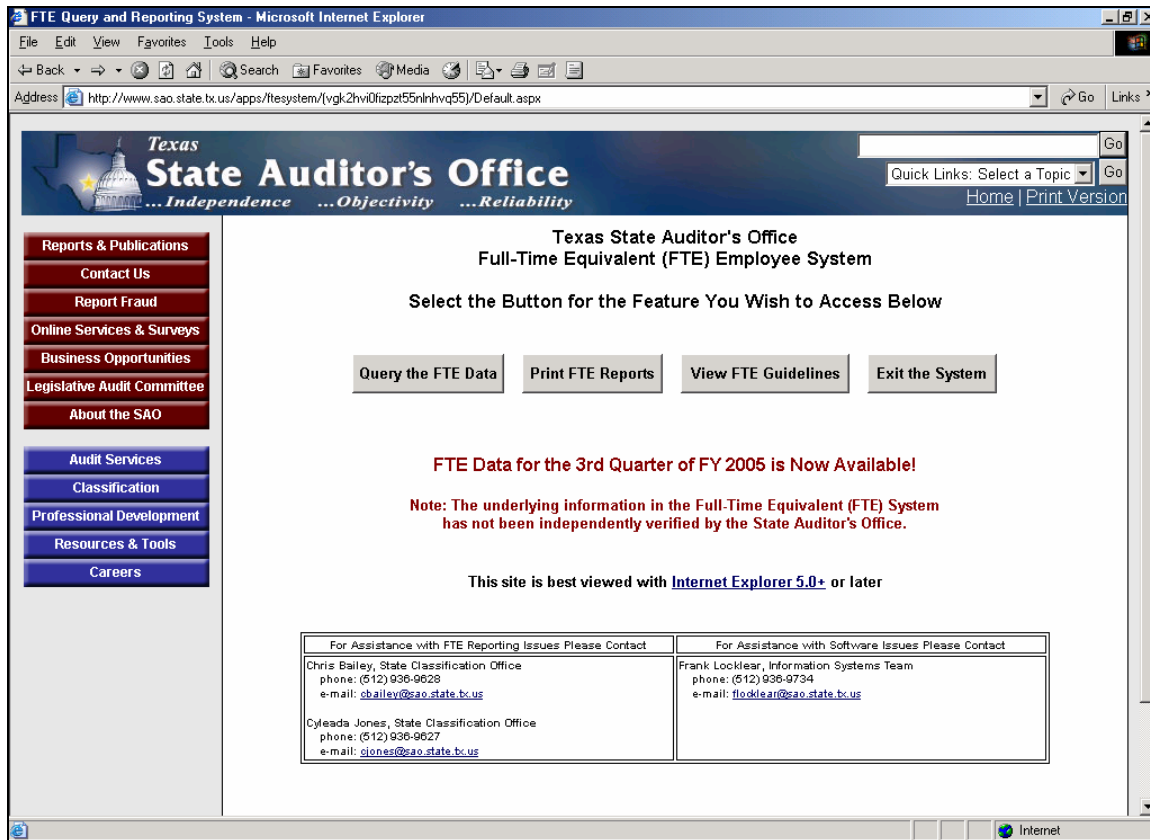 FTE Query and Reporting System - Microsoft Internet Explorer
File Edit View Favorites Tools Help
Back Search Favorites Media
Address http://www.sao.state.tx.us/apps/ftesystem/(vgk2hvi0fizpzt55nlnhvq55)/Default.aspx Go Links
Texas
State Auditor's Office
...Independence ...Objectivity ...Reliability
Go
Quick Links: Select a Topic Go
Home | Print Version
Reports & Publications
Contact Us
Report Fraud
Online Services & Surveys
Business Opportunities
Legislative Audit Committee
About the SAO
Audit Services
Classification
Professional Development
Resources & Tools
Careers
Texas State Auditor's Office
Full-Time Equivalent (FTE) Employee System
Select the Button for the Feature You Wish to Access Below
Query the FTE Data Print FTE Reports View FTE Guidelines Exit the System
FTE Data for the 3rd Quarter of FY 2005 is Now Available!
Note: The underlying information in the Full-Time Equivalent (FTE) System
has not been independently verified by the State Auditor's Office.
This site is best viewed with Internet Explorer 5.0+ or later
For Assistance with FTE Reporting Issues Please Contact
Chris Bailey, State Classification Office
phone: (512) 936-9628
e-mail: cbailey@sao.state.tx.us
Cyleada Jones, State Classification Office
phone: (512) 936-9627
e-mail: cjones@sao.state.tx.us
For Assistance with Software Issues Please Contact
Frank Locklear, Information Systems Team
phone: (512) 936-9734
e-mail: flocklear@sao.state.tx.us
Internet